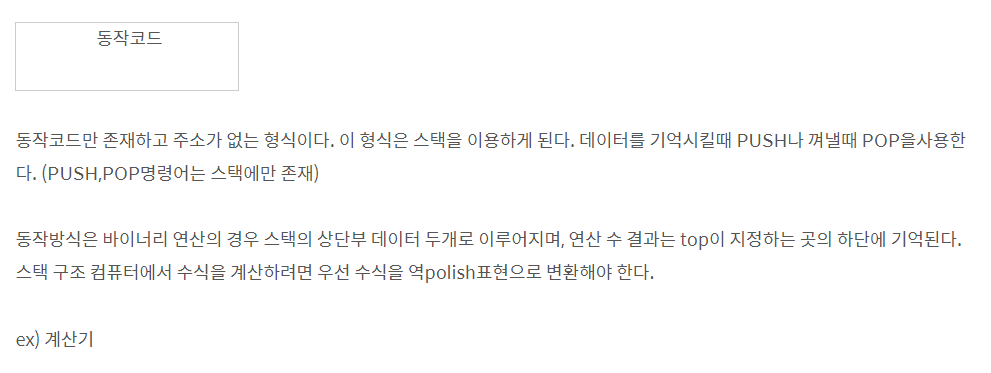 동작코드
동작코드만 존재하고 주소가 없는 형식이다. 이 형식은 스택을 이용하게 된다. 데이터를 기억시킬때 PUSH나 꺼낼때 POP을사용한
다. (PUSH,POP명령어는 스택에만 존재)
동작방식은 바이너리 연산의 경우 스택의 상단부 데이터 두개로 이루어지며, 연산 수 결과는 top이 지정하는 곳의 하단에 기억된다.
스택 구조 컴퓨터에서 수식을 계산하려면 우선 수식을 역polish표현으로 변환해야 한다.
ex) 계산기